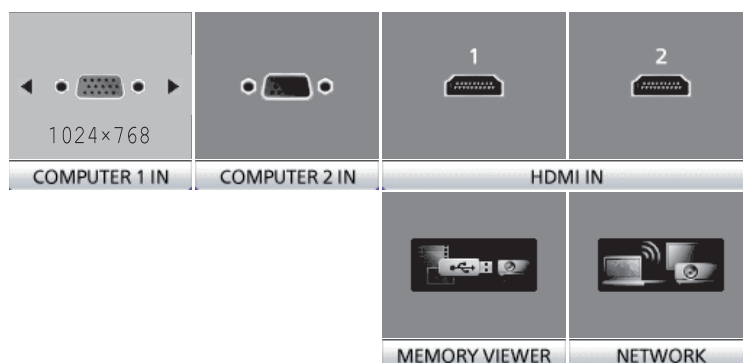 1 2
1024×768
COMPUTER 1 IN COMPUTER 2 IN HDMI IN
MEMORY VIEWER NETWORK